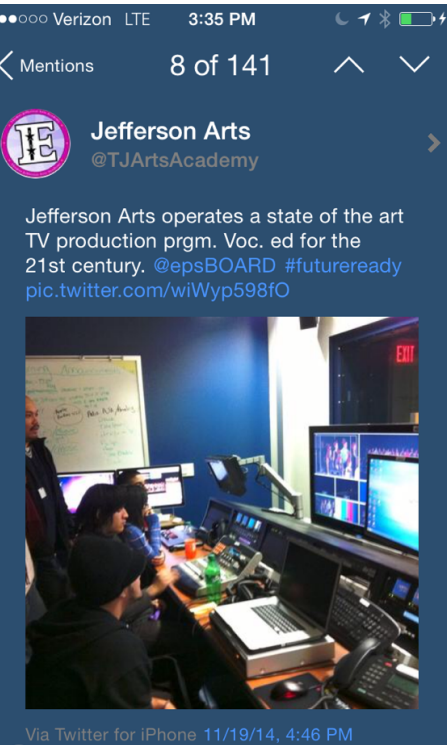 Verizon LTE 3:35 PM
Mentions 8 of 141
E
Jefferson Arts
@TJArtsAcademy
Jefferson Arts operates a state of the art
TV production prgm. Voc. ed for the
21st century. @epsBOARD #futureready
pic.twitter.com/wiWyp598fO
EXIT
Via Twitter for iPhone 11/19/14, 4:46 PM